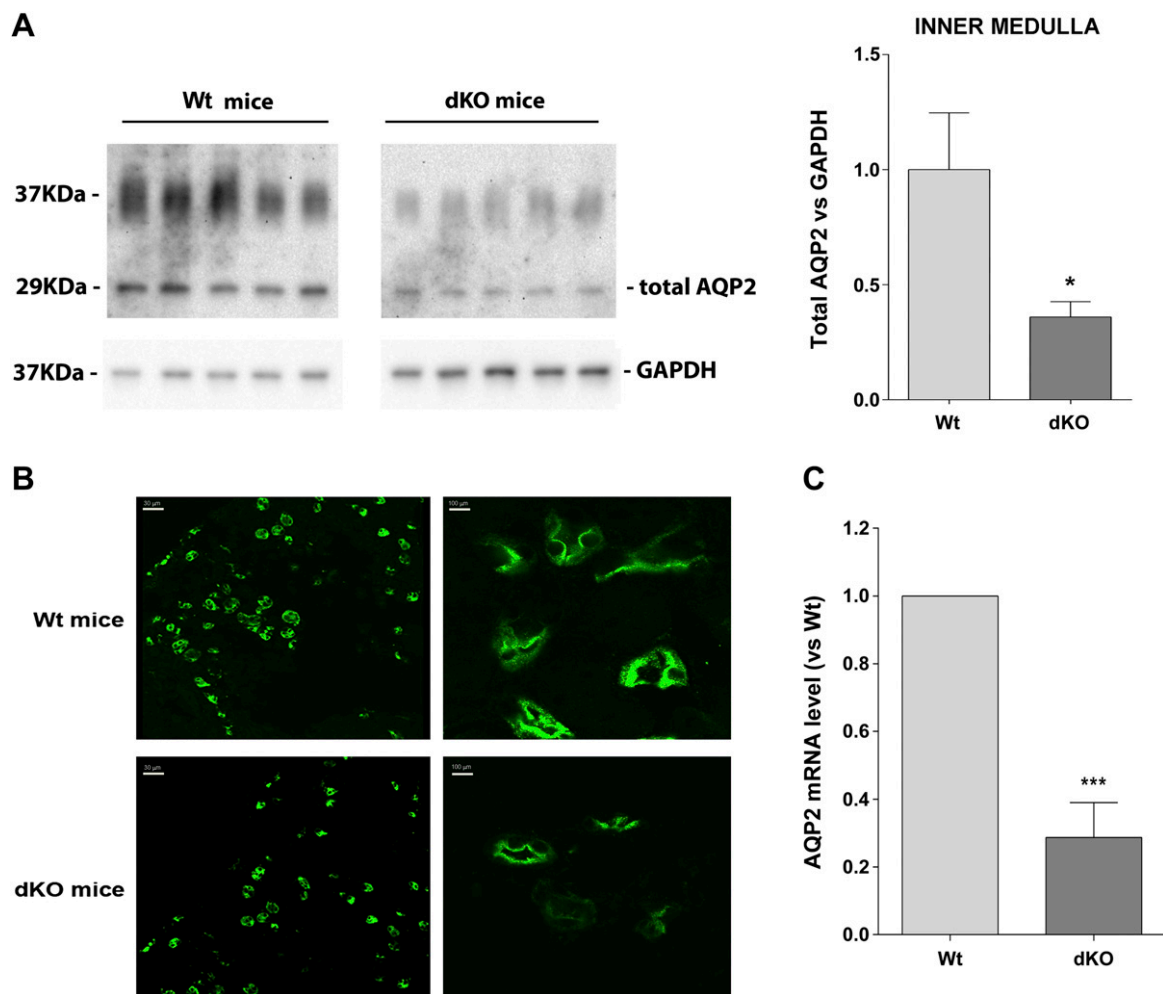 A
Wt mice
dKO mice
37KDa -
29KDa -
- total AQP2
37KDa -
- GAPDH
INNER MEDULLA
Total AQP2 vs GAPDH
1.5
1.0
0.5
0.0
*
Wt
dKO
B
Wt mice
dKO mice
30 µm
100 µm
30 µm
100 µm
C
AQP2 mRNA level (vs Wt)
1.2
1.0
0.8
0.6
0.4
0.2
0.0
***
Wt
dKO